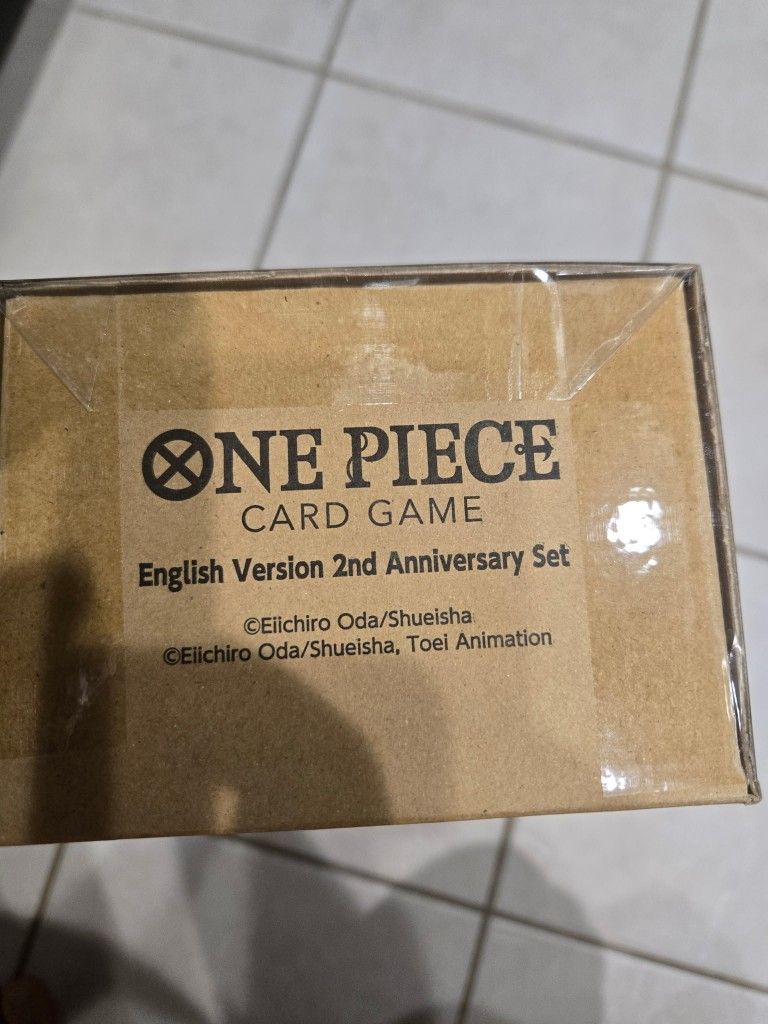 ONE PIECE
CARD GAME
English Version 2nd Anniversary Set
©Eiichiro Oda/Shueisha
©Eiichiro Oda/Shueisha, Toei Animation